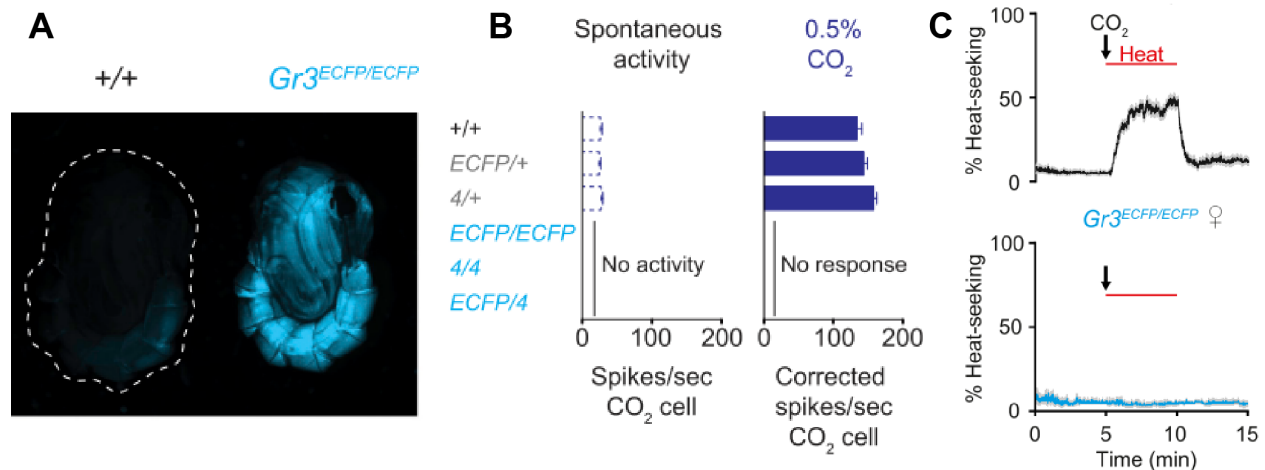 A
+/+
Gr3ECFP/ECFP
B
Spontaneous
activity
0.5%
CO2
+/+
ECFP/+
4/+
ECFP/ECFP
4/4
ECFP/4
No activity
No response
0
100
200
0
100
200
Spikes/sec
CO2 cell
Corrected
spikes/sec
CO2 cell
C
CO2
Heat
% Heat-seeking
100
50
0
Gr3ECFP/ECFP ♀
% Heat-seeking
100
50
0
0
5
10
15
Time (min)